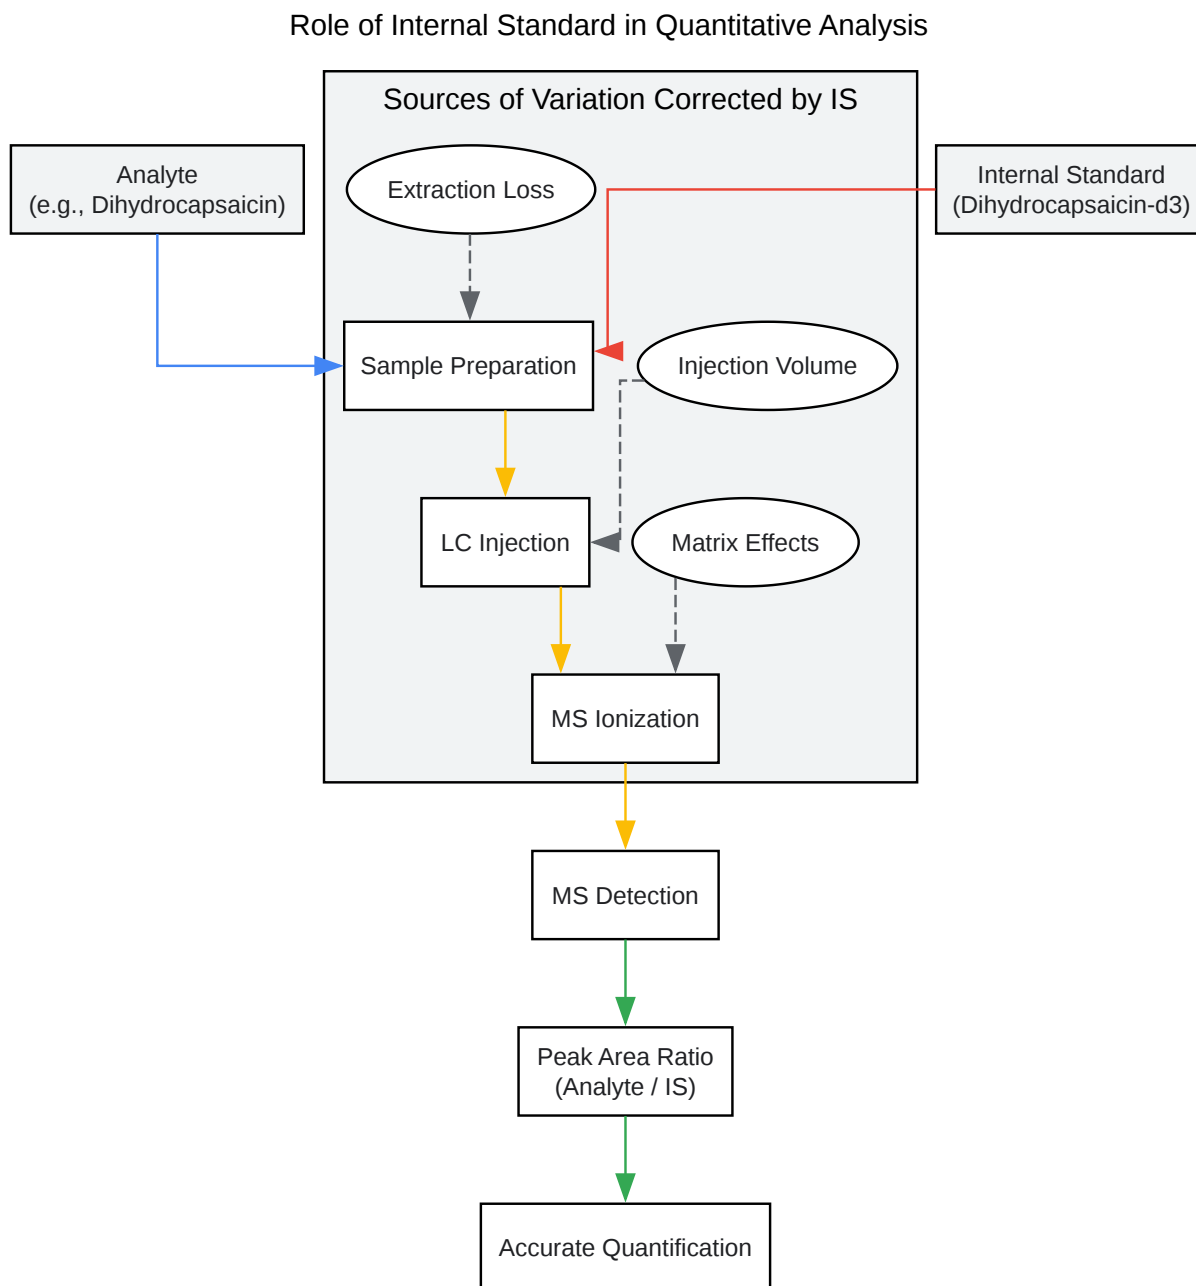 Role of Internal Standard in Quantitative Analysis
Sources of Variation Corrected by IS
Analyte
(e.g., Dihydrocapsaicin)
Extraction Loss
Internal Standard
(Dihydrocapsaicin-d3)
Sample Preparation
Injection Volume
LC Injection
Matrix Effects
MS Ionization
MS Detection
Peak Area Ratio
(Analyte / IS)
Accurate Quantification